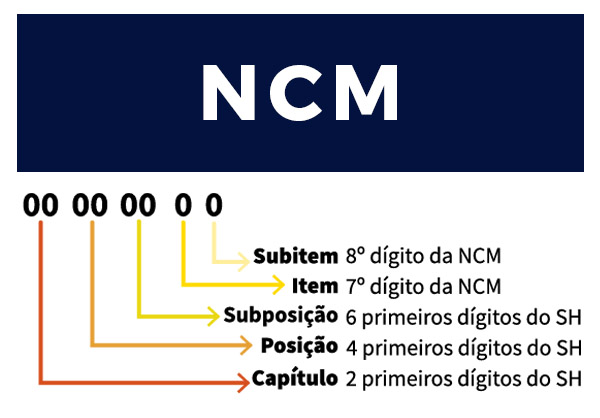 NCM
00 00 00 0 0
Subitem 8º dígito da NCM
Item 7º dígito da NCM
Subposição 6 primeiros dígitos do SH
Posição 4 primeiros dígitos do SH
Capítulo 2 primeiros dígitos do SH